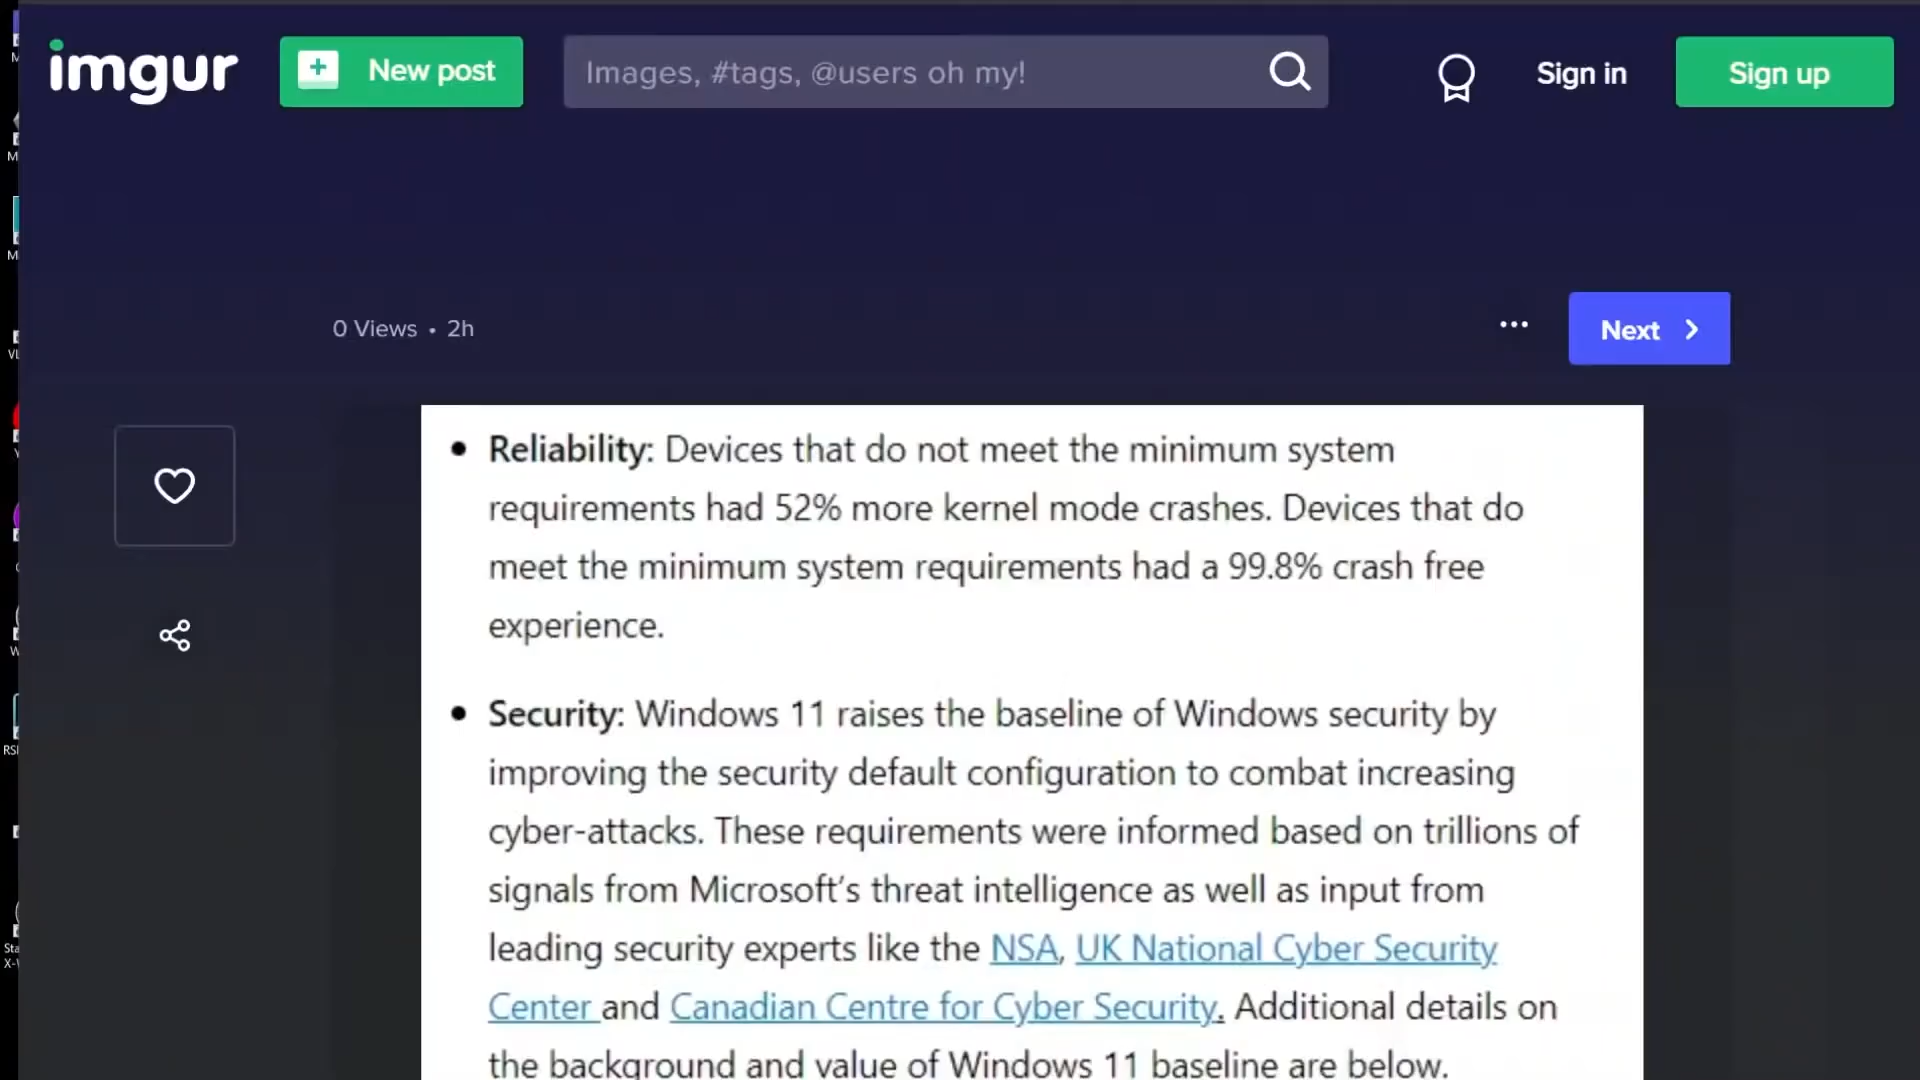 imgur
New post
Images, #tags, @users oh my!
Sign in
Sign up
0 Views • 2h
Next
• Reliability: Devices that do not meet the minimum system
requirements had 52% more kernel mode crashes. Devices that do
meet the minimum system requirements had a 99.8% crash free
experience.
• Security: Windows 11 raises the baseline of Windows security by
improving the security default configuration to combat increasing
cyber-attacks. These requirements were informed based on trillions of
signals from Microsoft’s threat intelligence as well as input from
leading security experts like the NSA, UK National Cyber Security
Center and Canadian Centre for Cyber Security. Additional details on
the background and value of Windows 11 baseline are below.